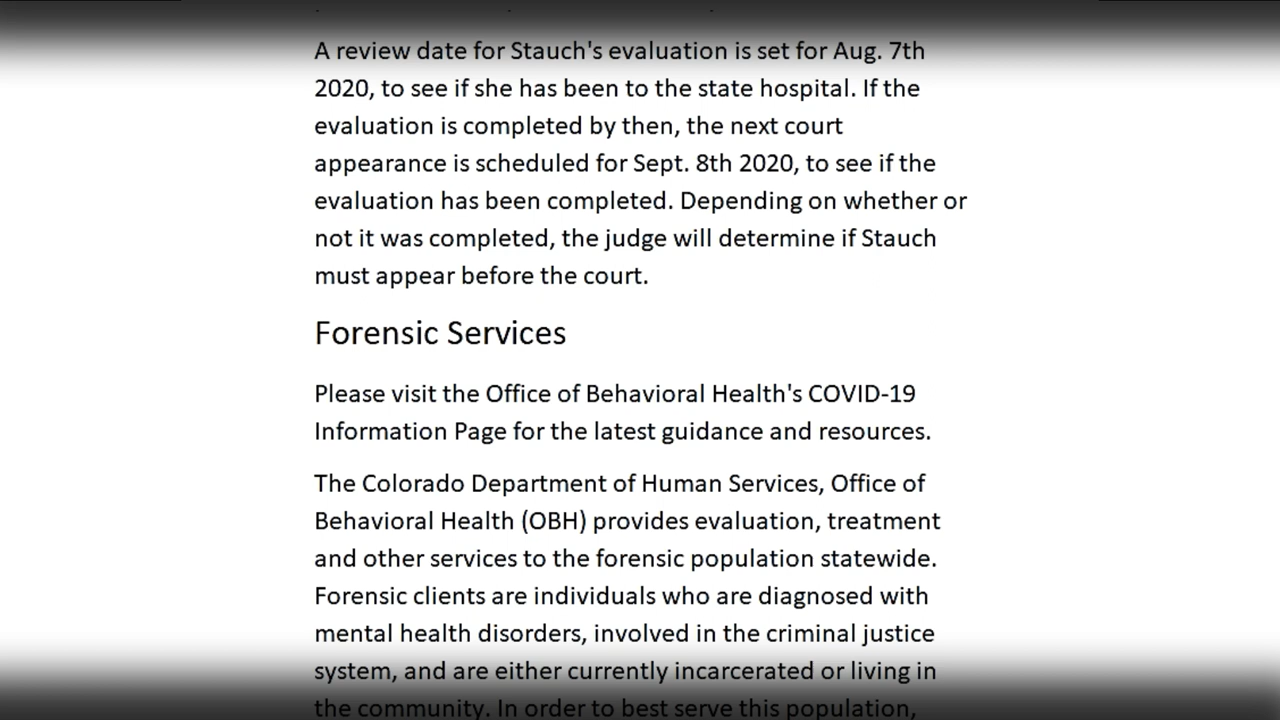 A review date for Stauch's evaluation is set for Aug. 7th
2020, to see if she has been to the state hospital. If the
evaluation is completed by then, the next court
appearance is scheduled for Sept. 8th 2020, to see if the
evaluation has been completed. Depending on whether or
not it was completed, the judge will determine if Stauch
must appear before the court.
Forensic Services
Please visit the Office of Behavioral Health's COVID-19
Information Page for the latest guidance and resources.
The Colorado Department of Human Services, Office of
Behavioral Health (OBH) provides evaluation, treatment
and other services to the forensic population statewide.
Forensic clients are individuals who are diagnosed with
mental health disorders, involved in the criminal justice
system, and are either currently incarcerated or living in
the community. In order to best serve this population,